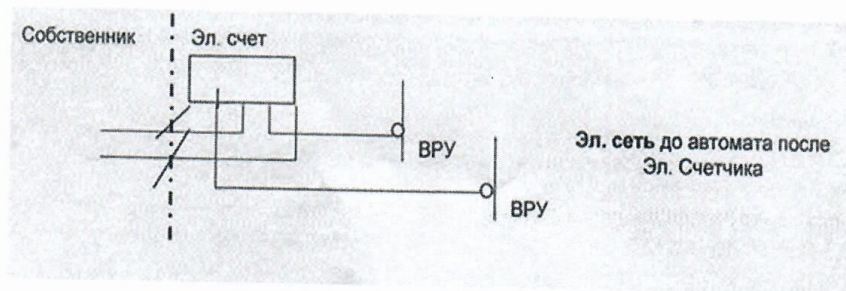 Собственник
Эл. счет
ВРУ
ВРУ
Эл. сеть до автомата после
Эл. Счетчика